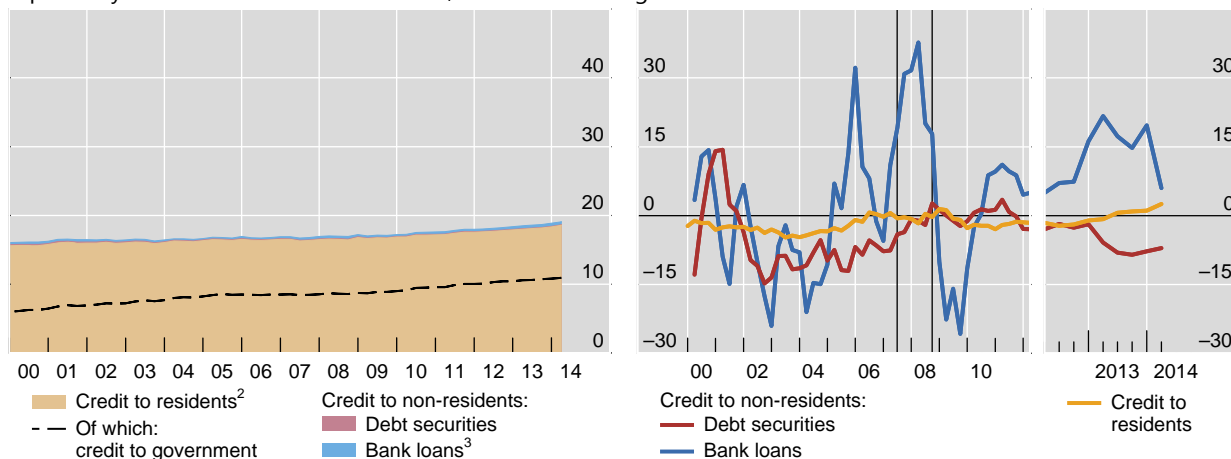 40
30
20
10
0
00 01 02 03 04 05 06 07 08 09 10 11 12 13 14
Credit to residents2
Of which:
credit to government
Credit to non-residents:
Debt securities
Bank loans3
30
15
0
–15
–30
00 02 04 06 08 10
30
15
0
–15
–30
2013 2014
Credit to non-residents:
Debt securities
Bank loans
Credit to
residents